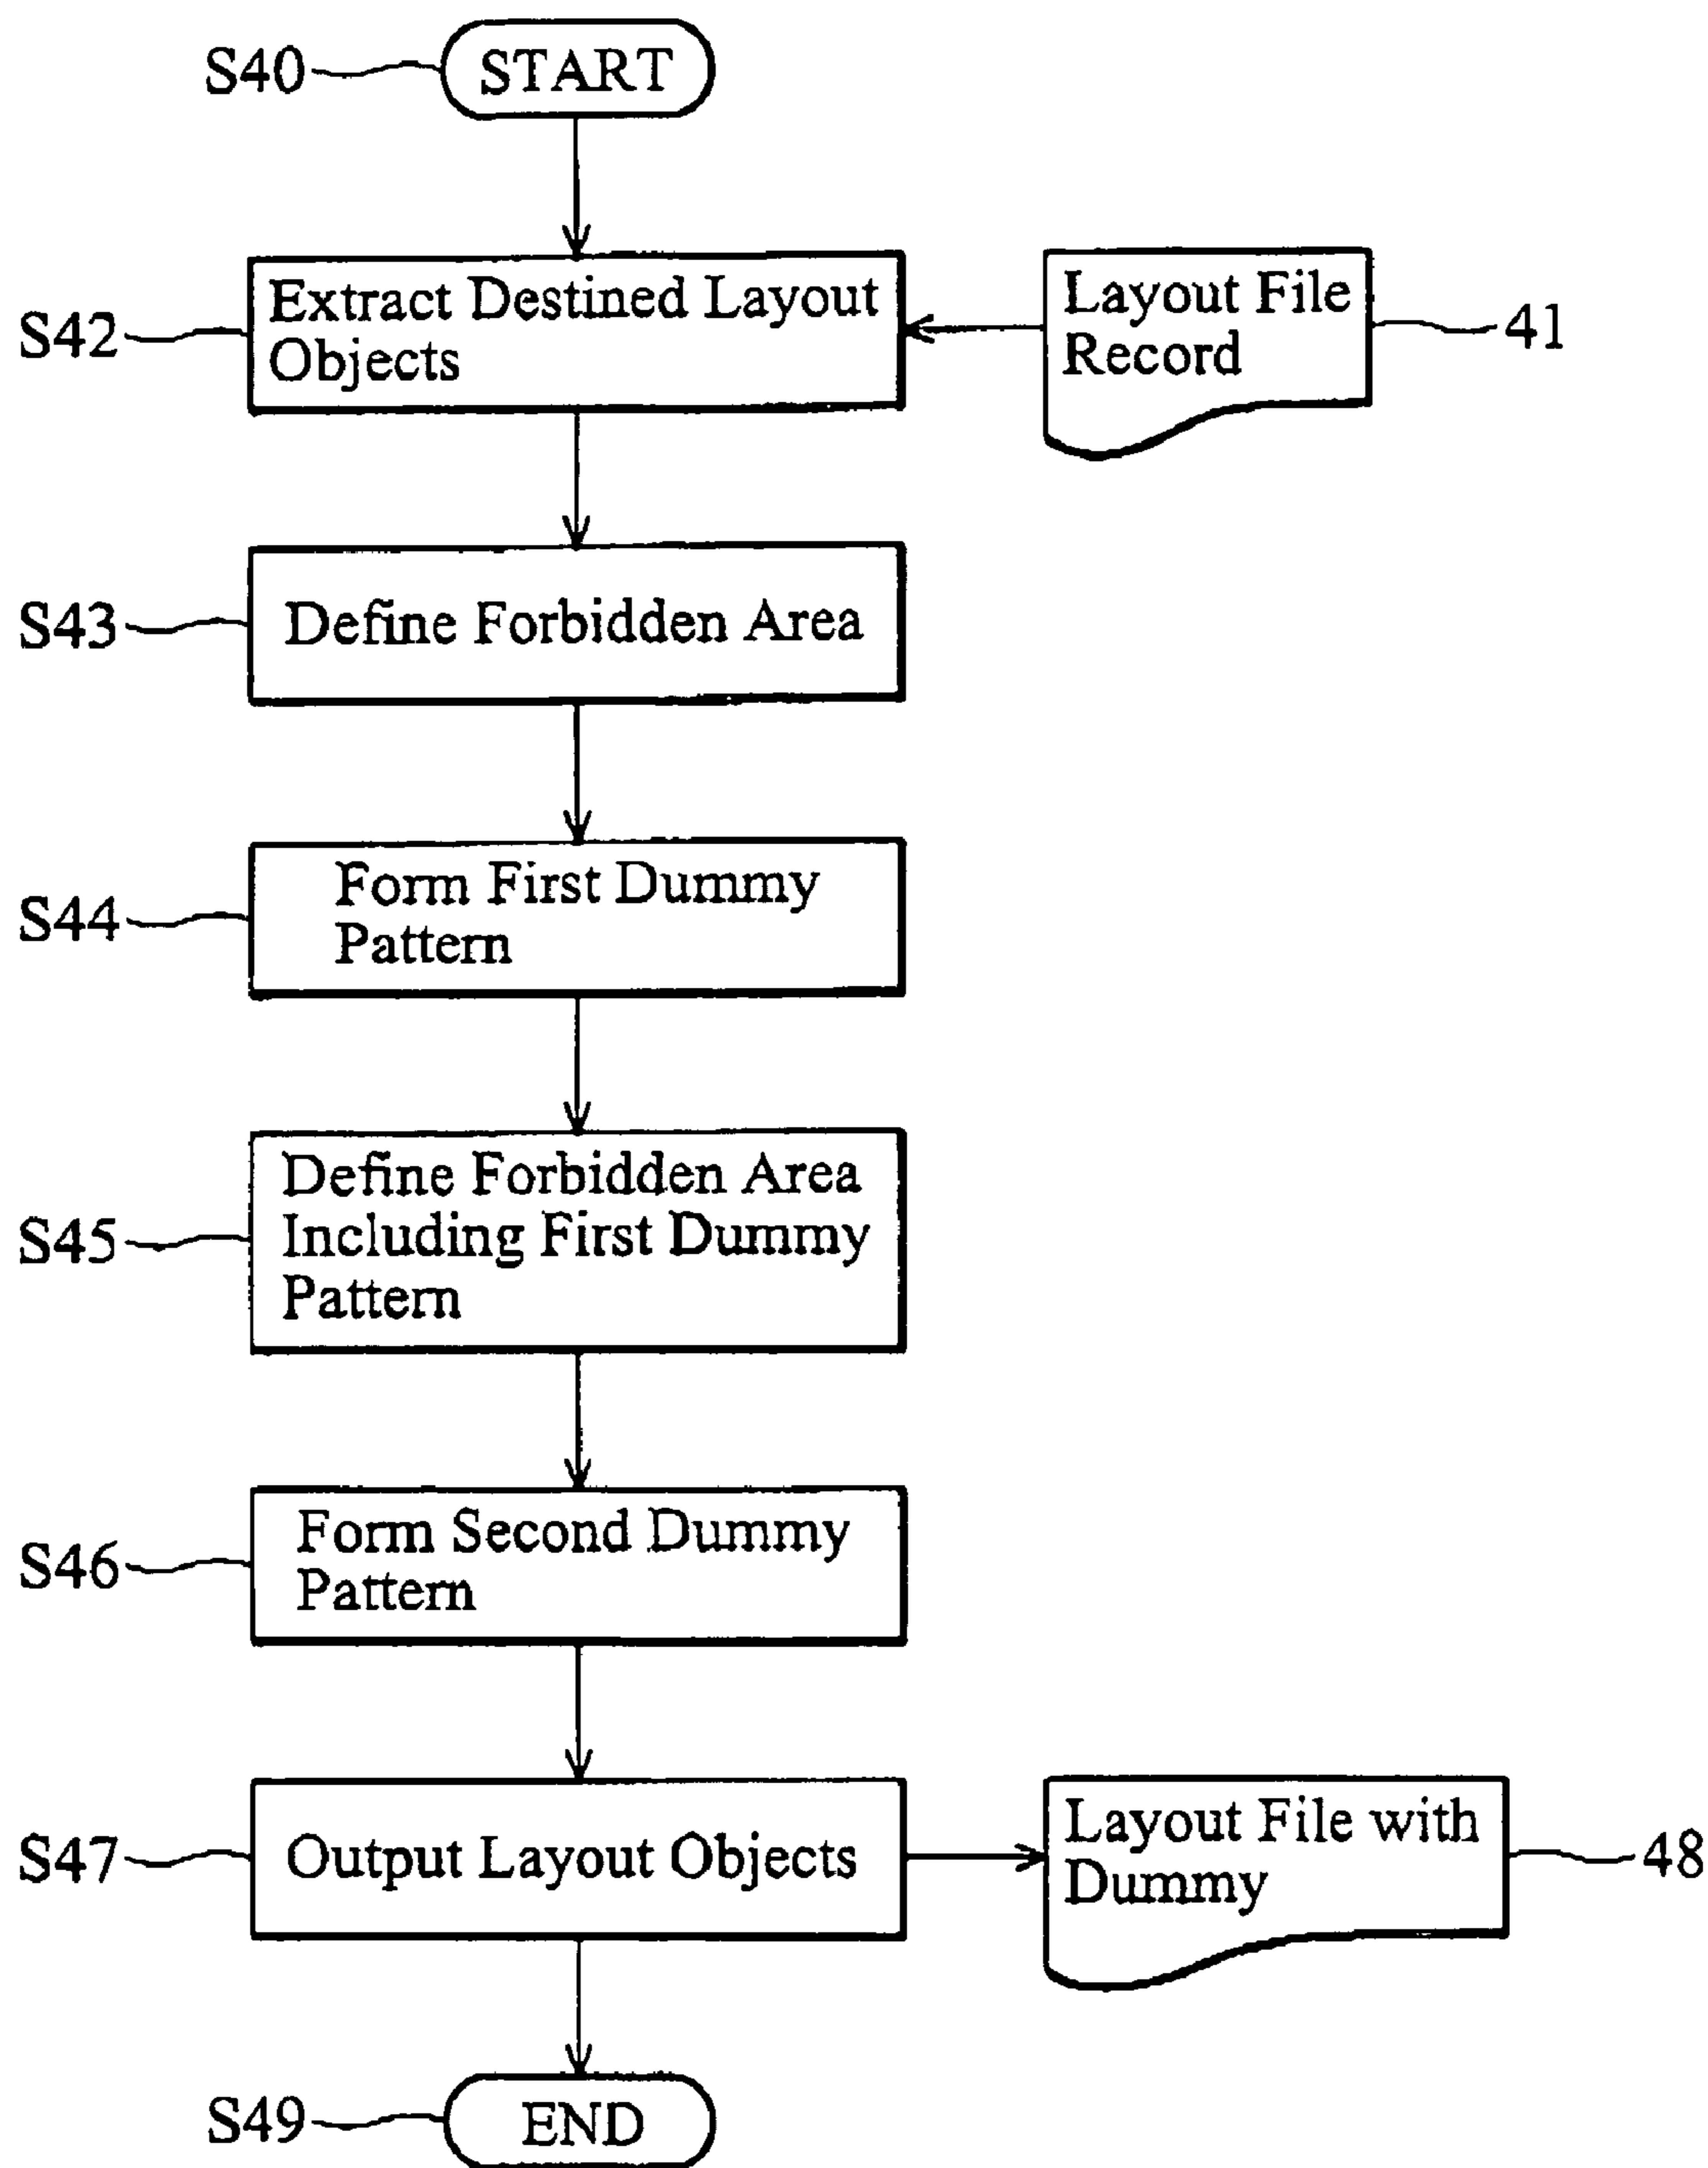 S40
START
S42
Extract Destined Layout
Objects
Layout File
Record
41
S43
Define Forbidden Area
S44
Form First Dummy
Pattern
S45
Define Forbidden Area
Including First Dummy
Pattern
S46
Form Second Dummy
Pattern
S47
Output Layout Objects
Layout File with
Dummy
48
S49
END